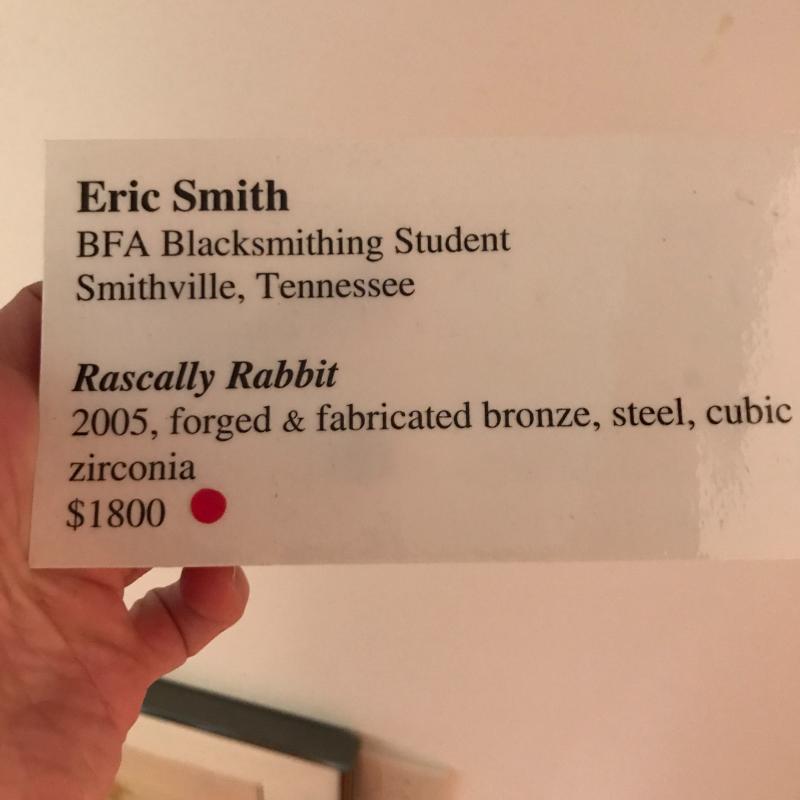 Eric Smith
BFA Blacksmithing Student
Smithville, Tennessee
Rascally Rabbit
2005, forged & fabricated bronze, steel, cubic
zirconia
$1800